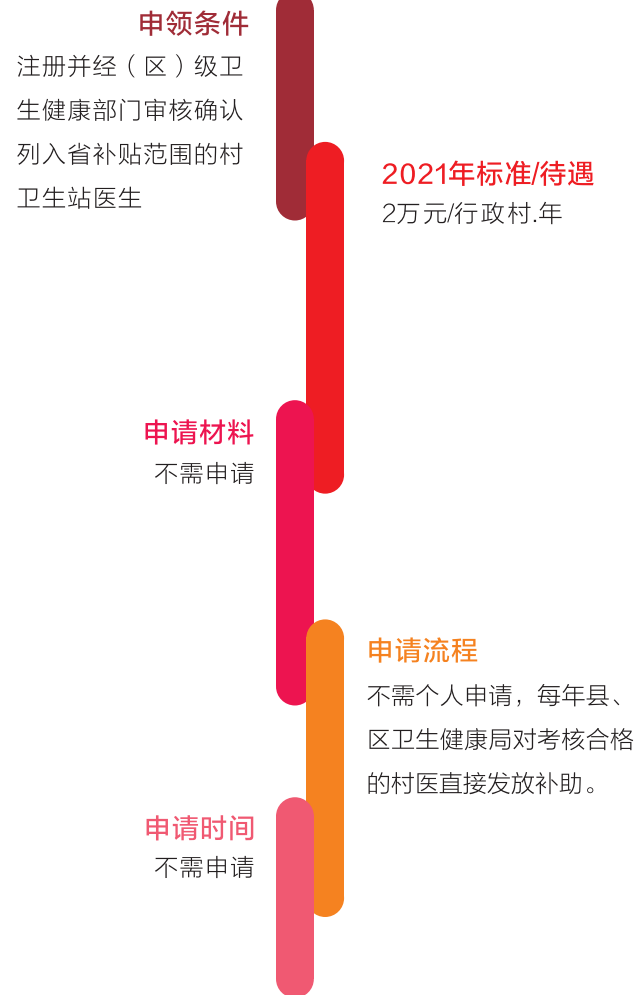 申领条件
注册并经（区）级卫
生健康部门审核确认
列入省补贴范围的村
卫生站医生
2021年标准/待遇
2万元/行政村.年
申请材料
不需申请
申请流程
不需个人申请，每年县、
区卫生健康局对考核合格
的村医直接发放补助。
申请时间
不需申请